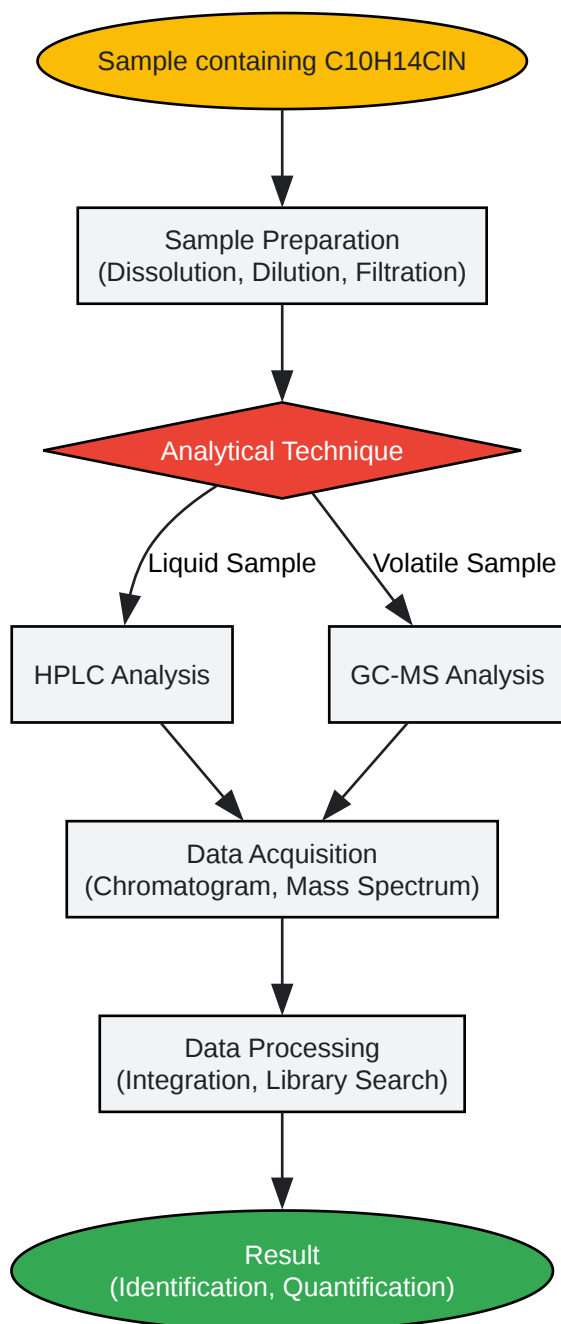 Sample containing C10H14ClN
Sample Preparation
(Dissolution, Dilution, Filtration)
Analytical Technique
Liquid Sample
Volatile Sample
HPLC Analysis
GC-MS Analysis
Data Acquisition
(Chromatogram, Mass Spectrum)
Data Processing
(Integration, Library Search)
Result
(Identification, Quantification)